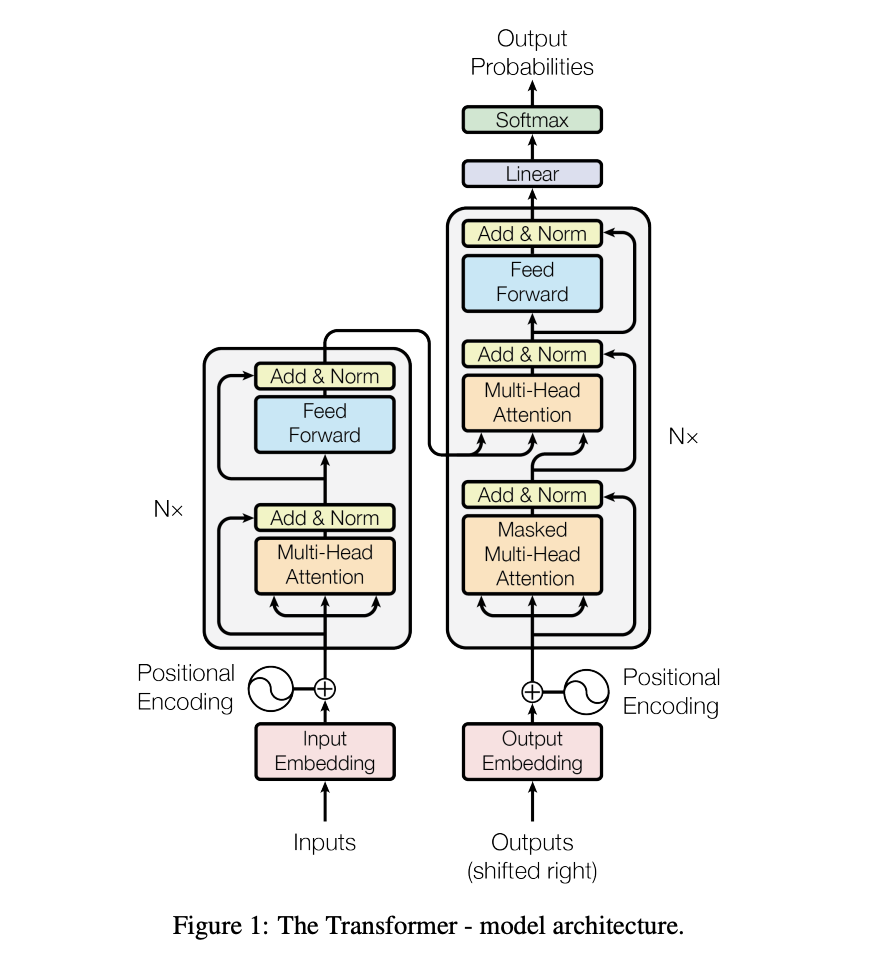 Output
Probabilities
Softmax
Linear
Add & Norm
Feed
Forward
Add & Norm
Multi-Head
Attention
Add & Norm
Masked
Multi-Head
Attention
N×
Add & Norm
Feed
Forward
Add & Norm
Multi-Head
Attention
N×
Positional
Encoding
Positional
Encoding
Input
Embedding
Output
Embedding
Inputs
Outputs
(shifted right)
Figure 1: The Transformer - model architecture.